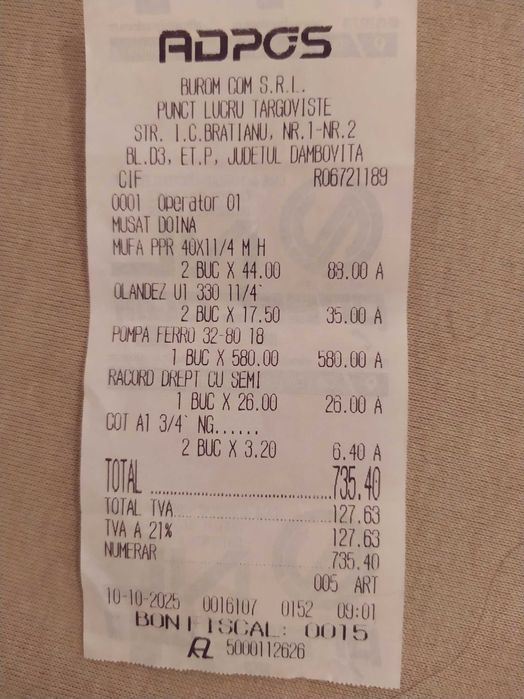 ADPOS
BUROM COM S.R.L.
PUNCT LUCRU TARGOVISTE
STR. I.C.BRATIANU, NR.1-NR.2
BL.D3, ET.P, JUDETUL DAMBOVITA
CIF RO6721189
0001 Operator 01
MUSAT DOINA
MUFA PPR 40X11/4 M H
2 BUC X 44.00 88.00 A
OLANDEZ U1 330 11/4`
2 BUC X 17.50 35.00 A
POMPA FERRO 32-80 18
1 BUC X 580.00 580.00 A
RACORD DREPT CU SEMI
1 BUC X 26.00 26.00 A
COT A1 3/4` NG......
2 BUC X 3.20 6.40 A
TOTAL 735.40
TOTAL TVA 127.63
TVA A 21% 127.63
NUMERAR 735.40
005 ART
10-10-2025 0016107 0152 09:01
BON FISCAL: 0015
5000112626